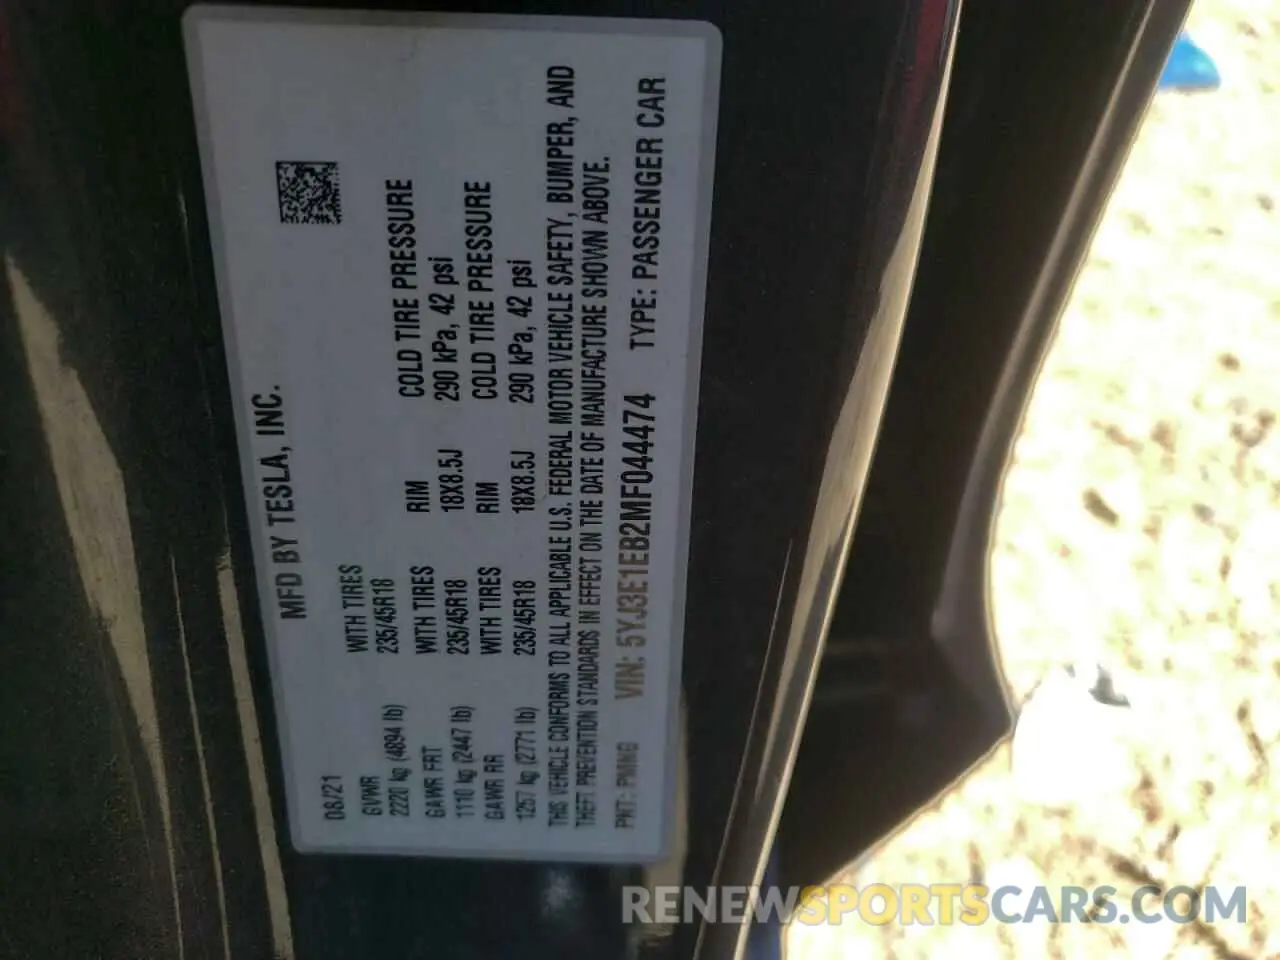 MFD BY TESLA, INC.
08/21
GVWR WITH TIRES
2220 kg (4894 lb) 235/45R18
GAWR FRT WITH TIRES RIM COLD TIRE PRESSURE
1110 kg (2447 lb) 235/45R18 18X8.5J 290 kPa, 42 psi
GAWR RR WITH TIRES RIM COLD TIRE PRESSURE
1257 kg (2771 lb) 235/45R18 18X8.5J 290 kPa, 42 psi
THIS VEHICLE CONFORMS TO ALL APPLICABLE U.S. FEDERAL MOTOR VEHICLE SAFETY, BUMPER, AND
THEFT PREVENTION STANDARDS IN EFFECT ON THE DATE OF MANUFACTURE SHOWN ABOVE.
PNT: PMNG VIN: 5YJ3E1EB2MF044474 TYPE: PASSENGER CAR
RENEWSPORTSCARS.COM